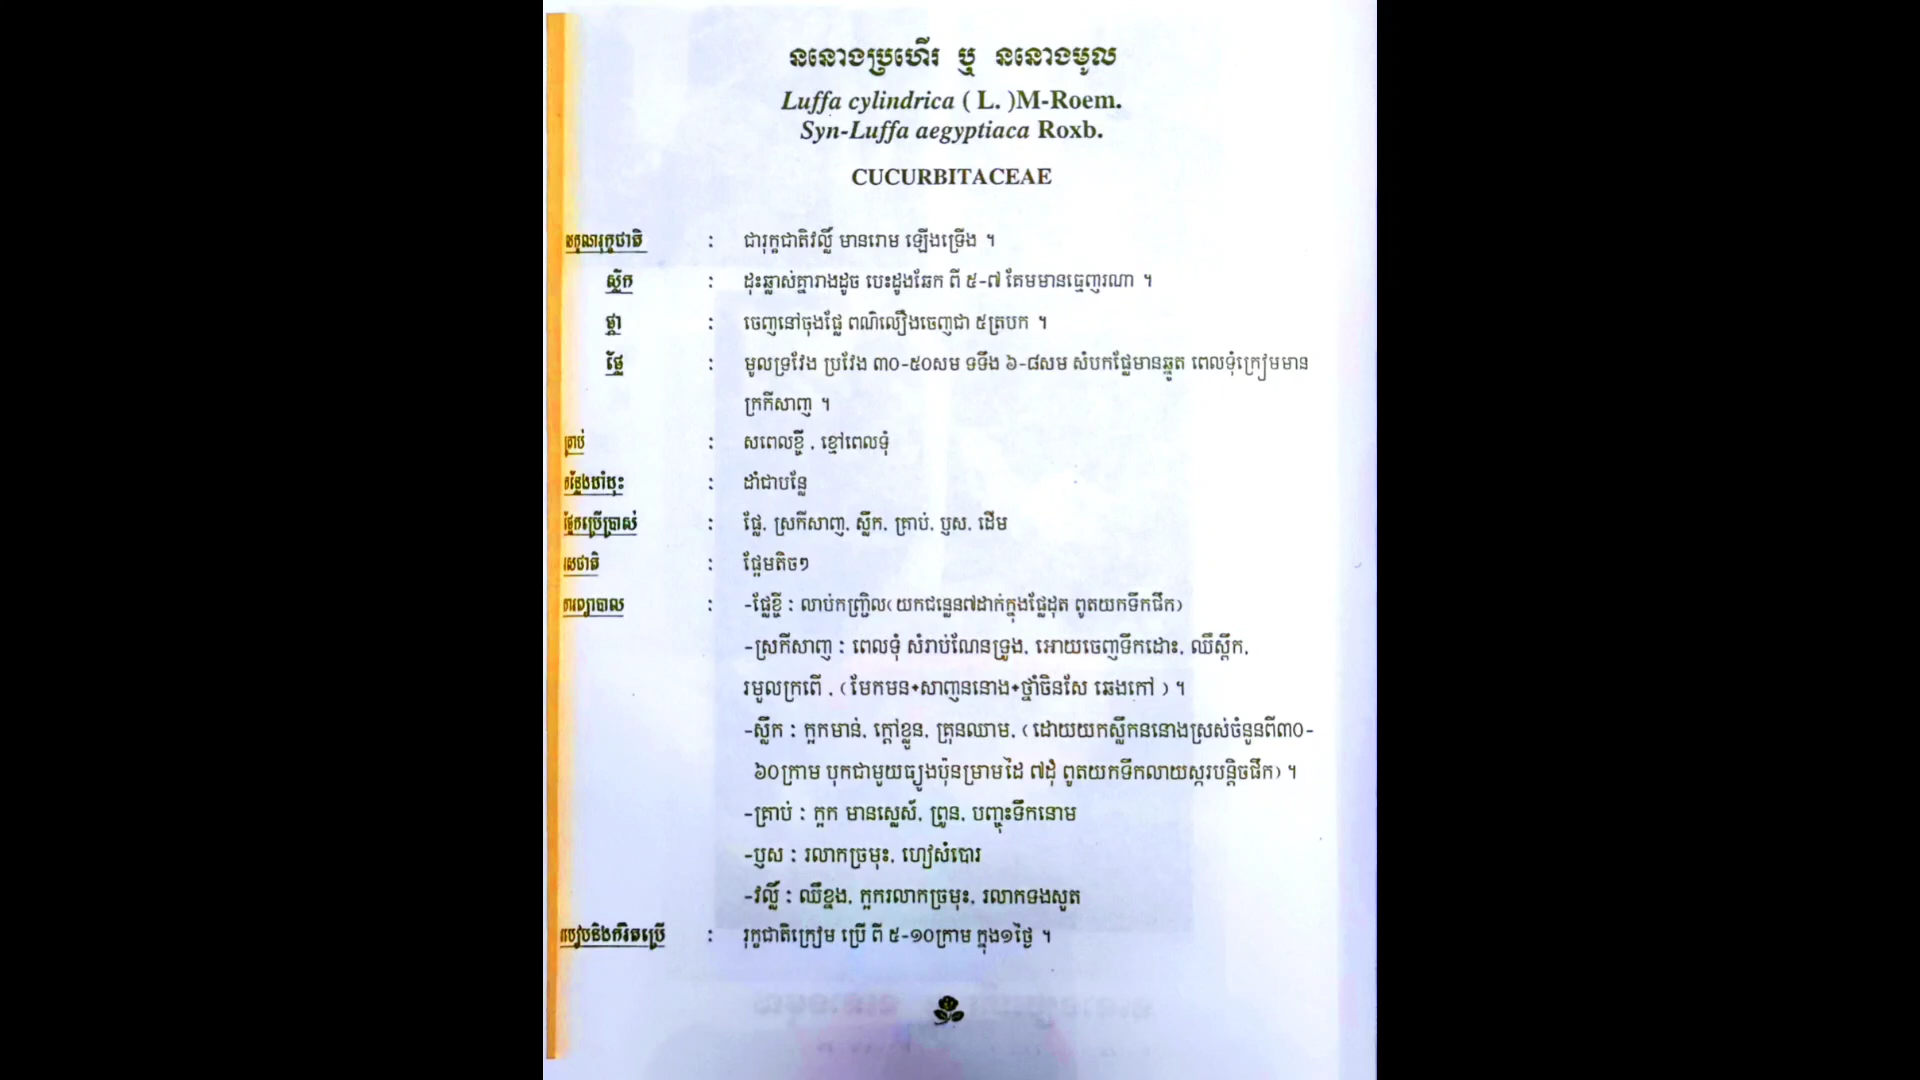 ននោងប្រហើរ ឬ ននោងមូល
Luffa cylindrica ( L. )M-Roem.
Syn-Luffa aegyptiaca Roxb.
CUCURBITACEAE
លក្ខណរុក្ខជាតិ : ជារុក្ខជាតិវល្លិ៍ មានរោម ឡើងទ្រើង ។
ស្លឹក : ដុះឆ្លាស់គ្នារាងដូច បេះដូងឆែក ពី ៥-៧ គែមមានធ្មេញរណា ។
ផ្កា : ចេញនៅចុងផ្លែ ពណ៌លឿងចេញជា ៥ត្របក ។
ផ្លែ : មូលទ្រវែង ប្រវែង ៣០-៥០សម ទទឹង ៦-៨សម សំបកផ្លែមានឆ្នូត ពេលទុំក្រៀមមាន
ក្រកីសាញ ។
គ្រាប់ : សពេលខ្ចី , ខ្មៅពេលទុំ
កន្លែងដាំដុះ : ដាំជាបន្លែ
ផ្នែកប្រើប្រាស់ : ផ្លែ, ស្រកីសាញ, ស្លឹក, គ្រាប់, ប្ញស, ដើម
រសជាតិ : ផ្អែមតិចៗ
ការព្យាបាល : -ផ្លែខ្ចី : លាប់កញ្ជ្រិល(យកជន្លេន៧ដាក់ក្នុងផ្លែដុត ពូតយកទឹកផឹក)
-ស្រកីសាញ : ពេលទុំ សំរាប់ណែនទ្រូង, អោយចេញទឹកដោះ, ឈឺស្ដឹក,
រមួលក្រពើ , (មែកមន+សាញននោង+ថ្នាំចិនសែ ឆេងកៅ ) ។
-ស្លឹក : ក្អកមាន់, ក្ដៅខ្លួន, គ្រុនឈាម, (ដោយយកស្លឹកននោងស្រស់ចំនួនពី៣០-
៦០ក្រាម បុកជាមួយធ្យូងប៉ុនម្រាមដៃ ៧ដុំ ពូតយកទឹកលាយស្ករបន្តិចផឹក) ។
-គ្រាប់ : ក្អក មានស្លេស័, ព្រូន, បញ្ចុះទឹកនោម
-ប្ញស : រលាកច្រមុះ, ហៀសំបោរ
-វល្លិ៍ : ឈឺខ្នង, ក្អករលាកច្រមុះ, រលាកទងសួត
របៀបនិងករិតប្រើ : រុក្ខជាតិក្រៀម ប្រើ ពី ៥-១០ក្រាម ក្នុង១ថ្ងៃ ។